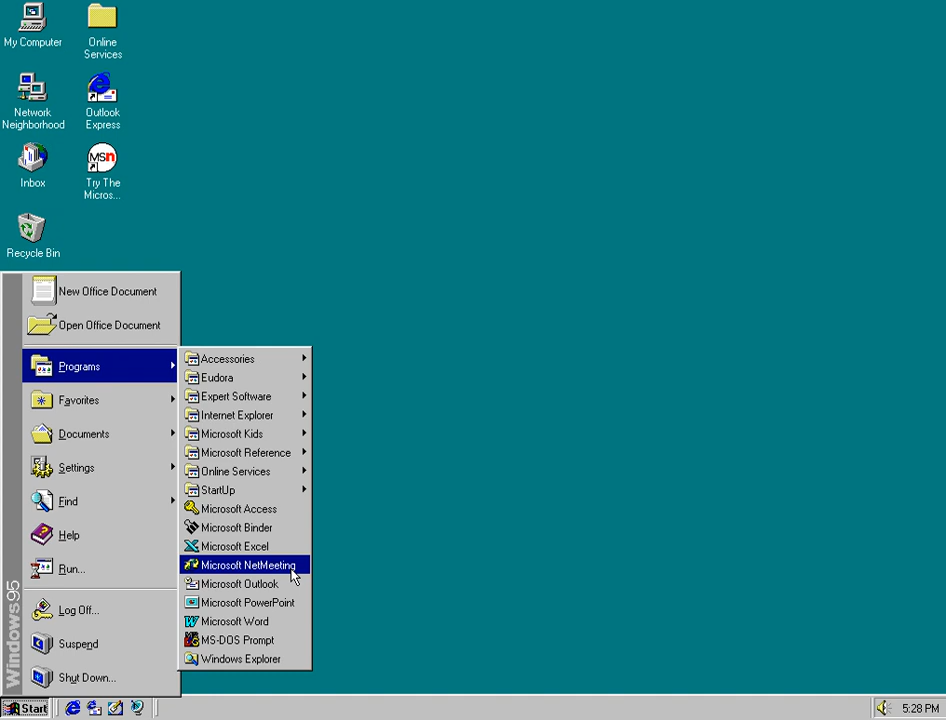 My Computer
Online
Services
Network
Neighborhood
Outlook
Express
Inbox
MSn
Try The
Micros...
Recycle Bin
New Office Document
Open Office Document
Programs
Favorites
Documents
Settings
Find
Help
Run...
Log Off...
Suspend
Shut Down...
Windows95
Accessories
Eudora
Expert Software
Internet Explorer
Microsoft Kids
Microsoft Reference
Online Services
StartUp
Microsoft Access
Microsoft Binder
Microsoft Excel
Microsoft NetMeeting
Microsoft Outlook
Microsoft PowerPoint
Microsoft Word
MS-DOS Prompt
Windows Explorer
Start
5:28 PM